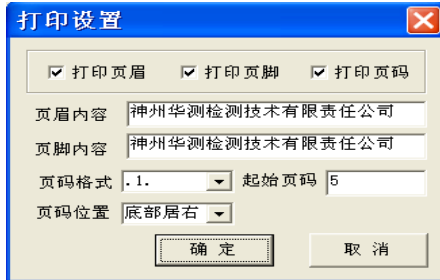 打印设置
打印页眉 打印页脚 打印页码
页眉内容 神州华测检测技术有限责任公司
页脚内容 神州华测检测技术有限责任公司
页码格式 .1. 起始页码 5
页码位置 底部居右
确 定 取 消